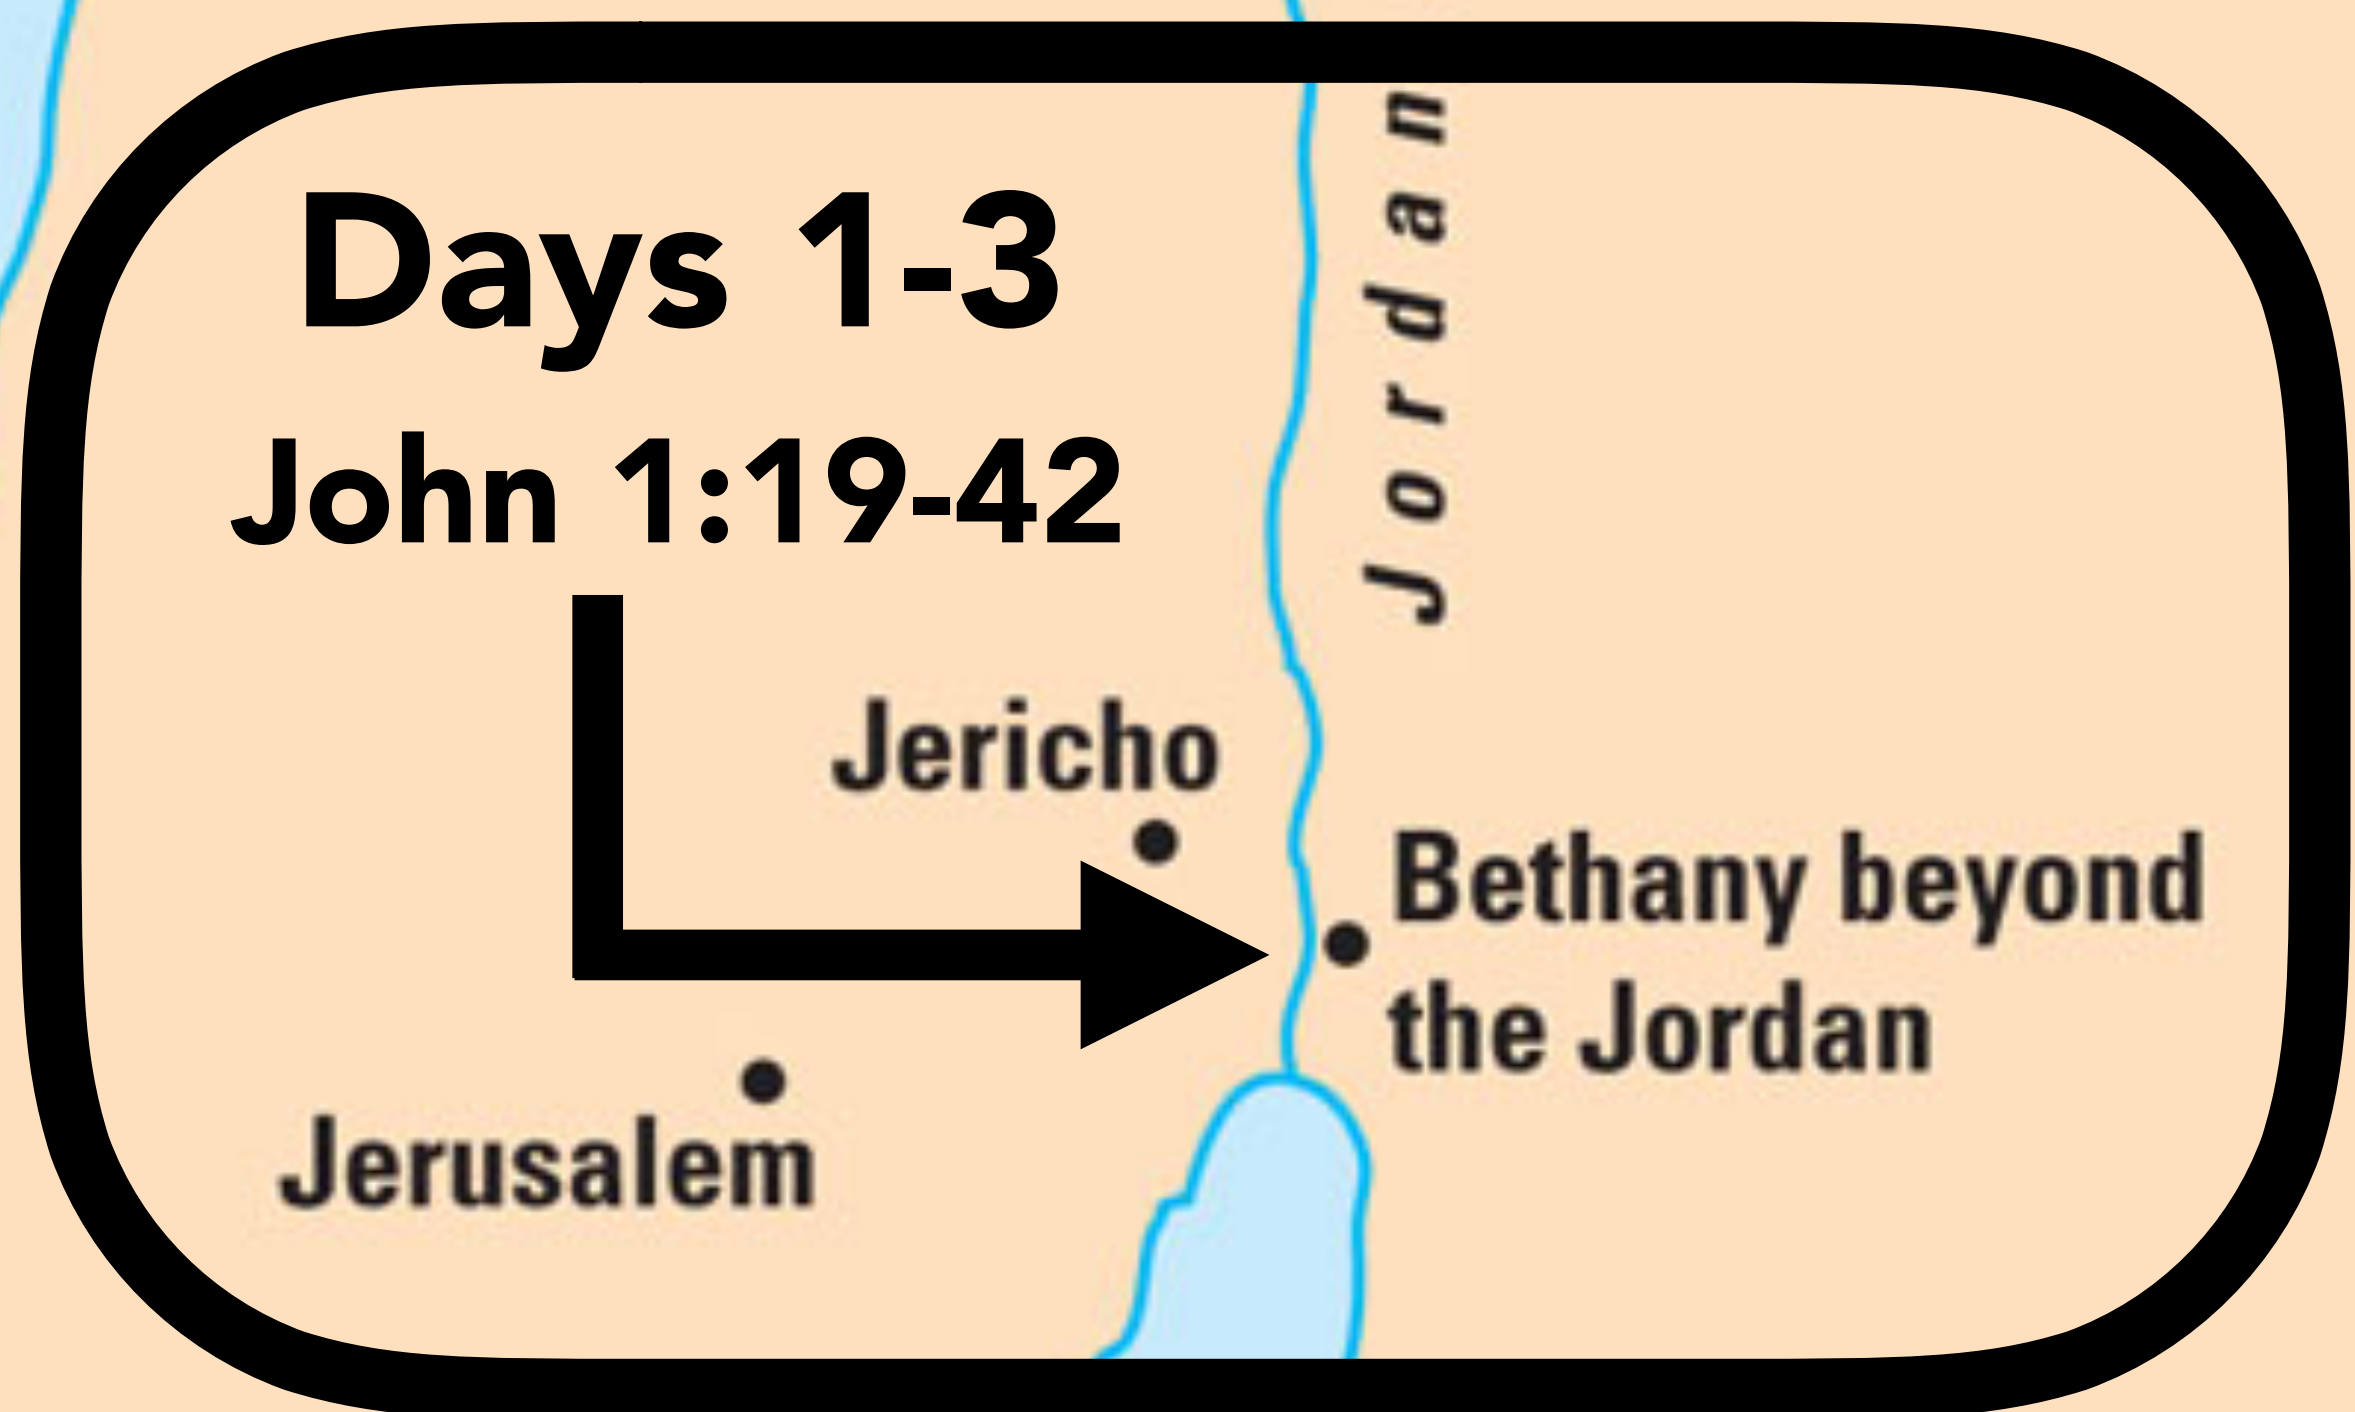 Days 1-3
John 1:19-42
Jordan
Jericho
Bethany beyond
the Jordan
Jerusalem